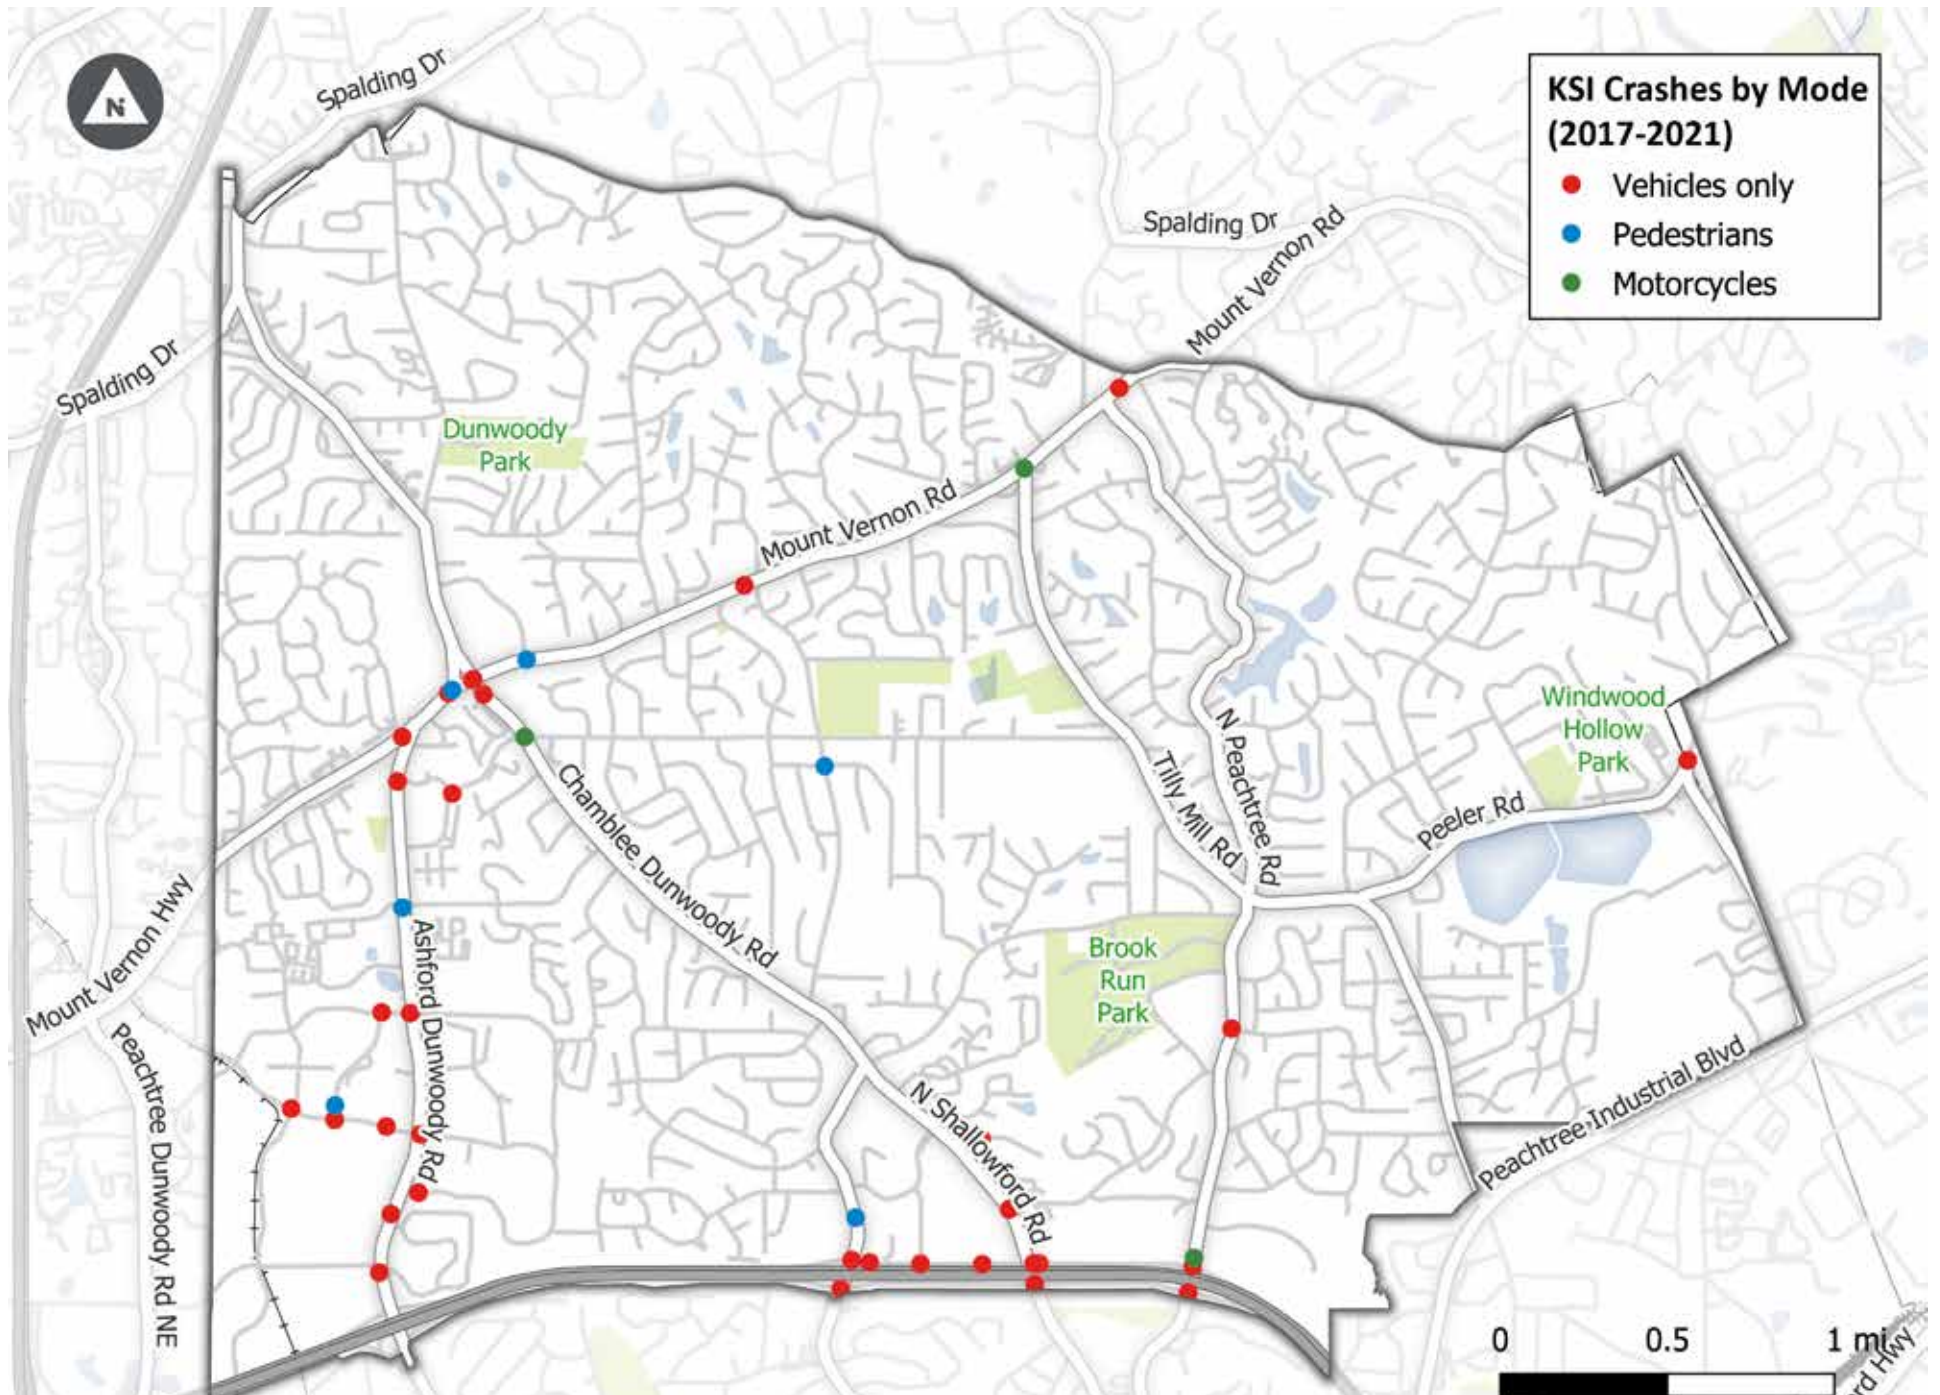 N
Spalding Dr
KSI Crashes by Mode
(2017-2021)
Vehicles only
Pedestrians
Motorcycles
Spalding Dr
Mount Vernon Rd
Spalding Dr
Dunwoody
Park
Mount Vernon Rd
Windwood
Hollow
Park
N Peachtree Rd
Tilly Mill Rd
Chamblee Dunwoody Rd
Peeler Rd
Mount Vernon Hwy
Ashford Dunwoody Rd
Brook
Run
Park
Peachtree Dunwoody Rd NE
N Shallowford Rd
Peachtree Industrial Blvd
0 0.5 1 mi
rd Hwy